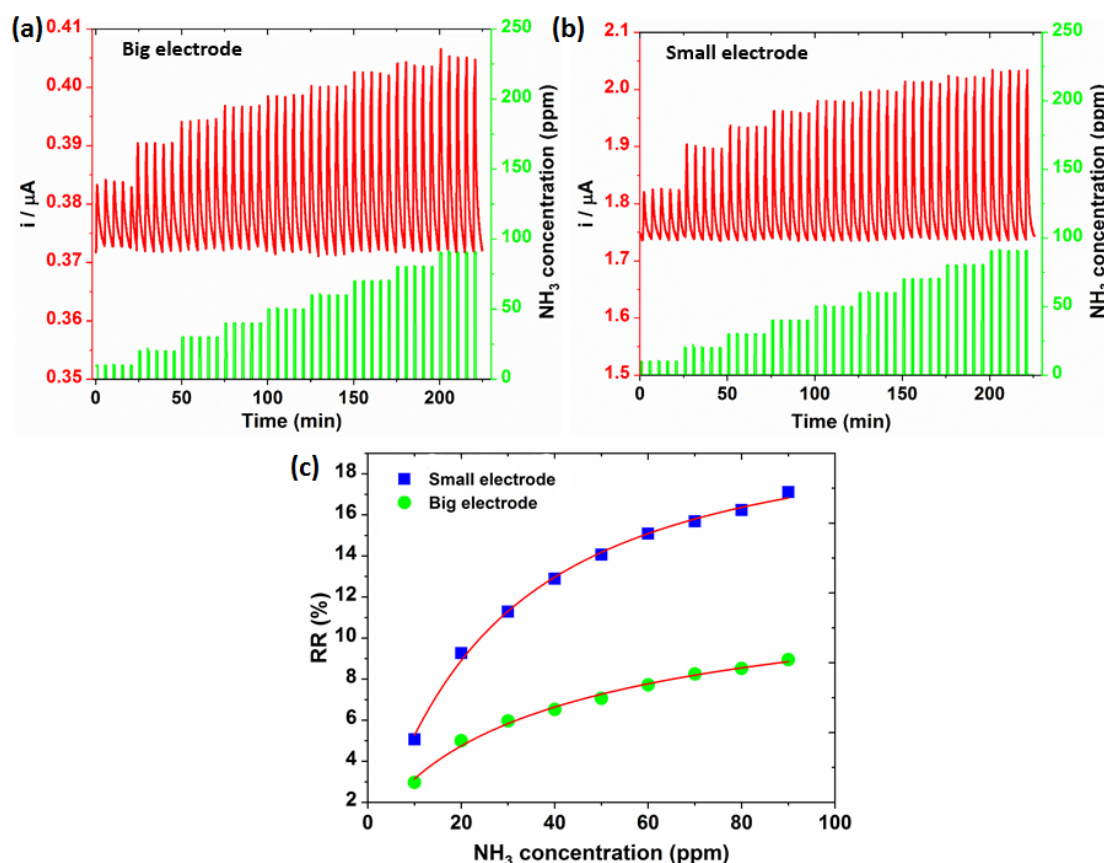 (a)
Big electrode
0.41
0.40
0.39
0.38
0.37
0.36
0.35
i / µA
250
200
150
100
50
0
NH₃ concentration (ppm)
0 50 100 150 200
Time (min)
(b)
Small electrode
2.1
2.0
1.9
1.8
1.7
1.6
1.5
i / µA
250
200
150
100
50
0
NH₃ concentration (ppm)
0 50 100 150 200
Time (min)
(c)
Small electrode
Big electrode
18
16
14
12
10
8
6
4
2
RR (%)
0 20 40 60 80 100
NH₃ concentration (ppm)